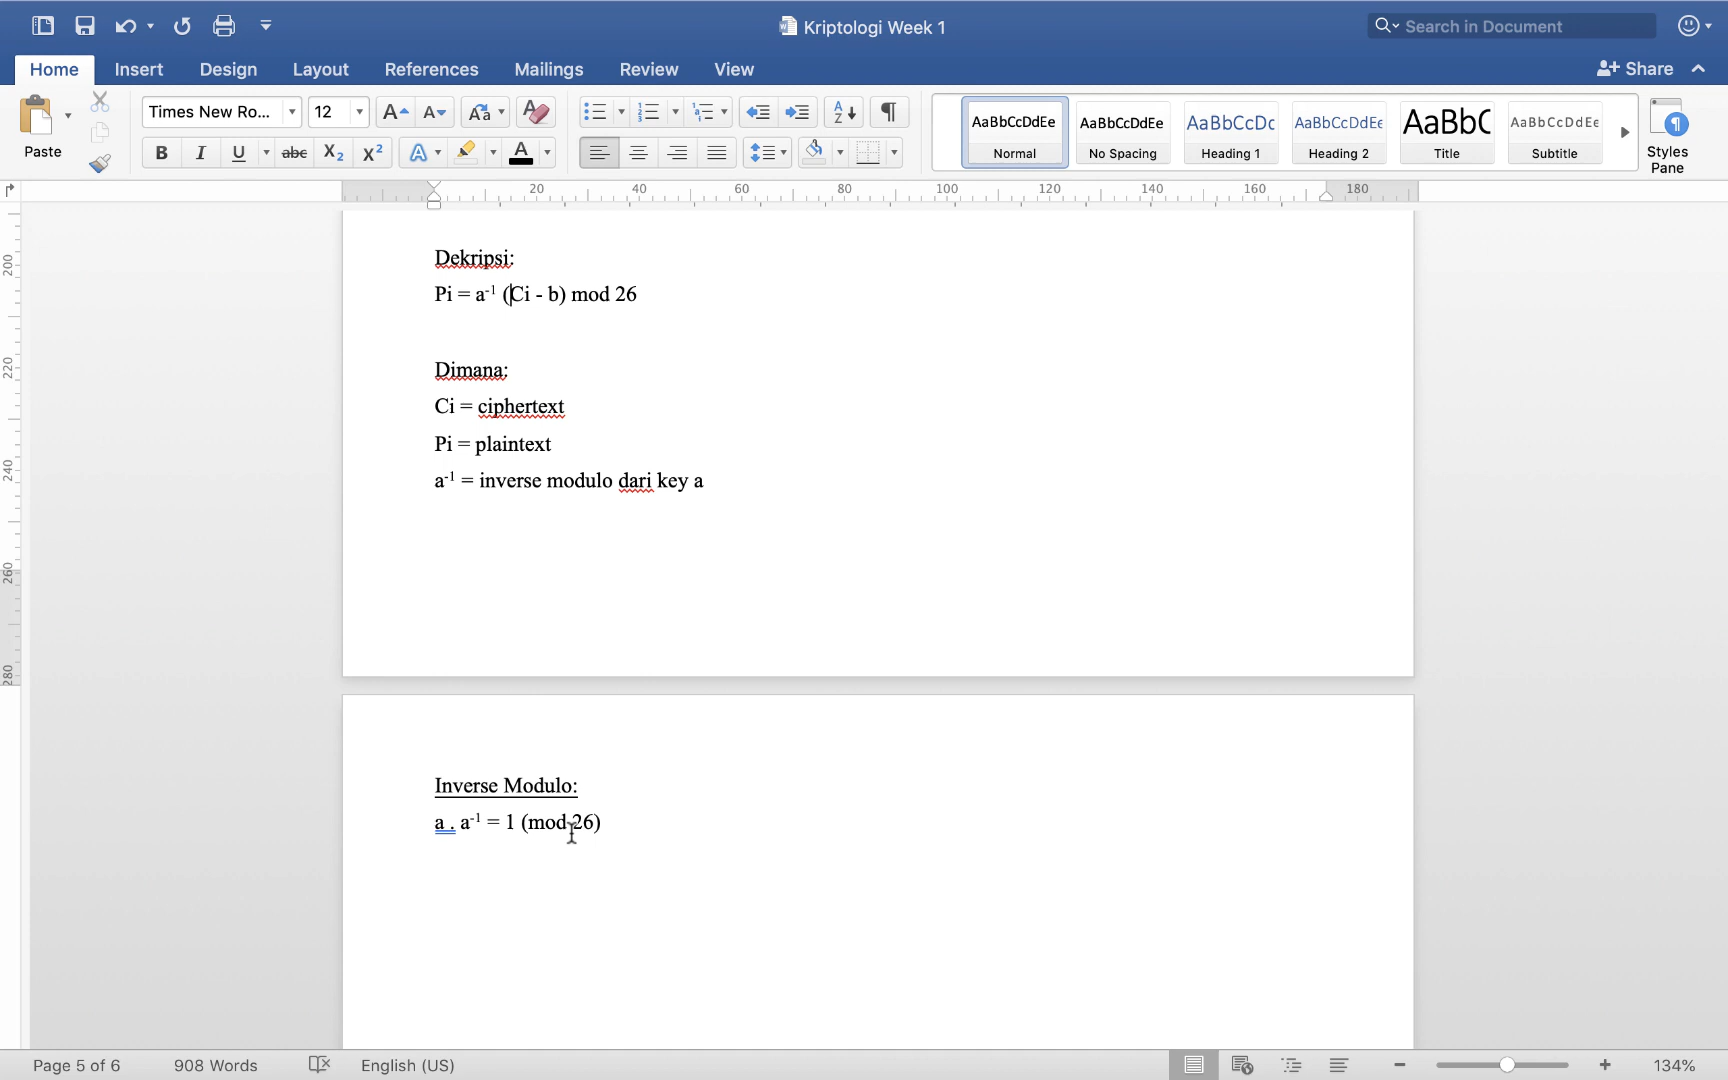 Kriptologi Week 1
Search in Document
Home Insert Design Layout References Mailings Review View Share
Paste
Times New Ro... 12
B I U abc X₂ X²
AaBbCcDdEe AaBbCcDdEe AaBbCcDc AaBbCcDdEe AaBbC AaBbCcDdEe
Normal No Spacing Heading 1 Heading 2 Title Subtitle
Styles
Pane
20 40 60 80 100 120 140 160 180
200
220
240
260
280
Dekripsi:
Pi = a⁻¹ (Ci - b) mod 26
Dimana:
Ci = ciphertext
Pi = plaintext
a⁻¹ = inverse modulo dari key a
Inverse Modulo:
a . a⁻¹ = 1 (mod 26)
Page 5 of 6 908 Words English (US) 134%